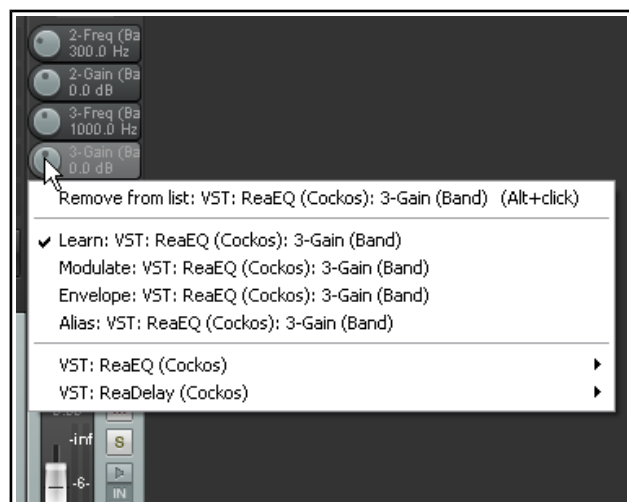 2-Freq (Ba
300.0 Hz
2-Gain (Ba
0.0 dB
3-Freq (Ba
1000.0 Hz
3-Gain (Ba
0.0 dB
Remove from list: VST: ReaEQ (Cockos): 3-Gain (Band) (Alt+click)
Learn: VST: ReaEQ (Cockos): 3-Gain (Band)
Modulate: VST: ReaEQ (Cockos): 3-Gain (Band)
Envelope: VST: ReaEQ (Cockos): 3-Gain (Band)
Alias: VST: ReaEQ (Cockos): 3-Gain (Band)
VST: ReaEQ (Cockos)
VST: ReaDelay (Cockos)
-inf
S
-6-
IN